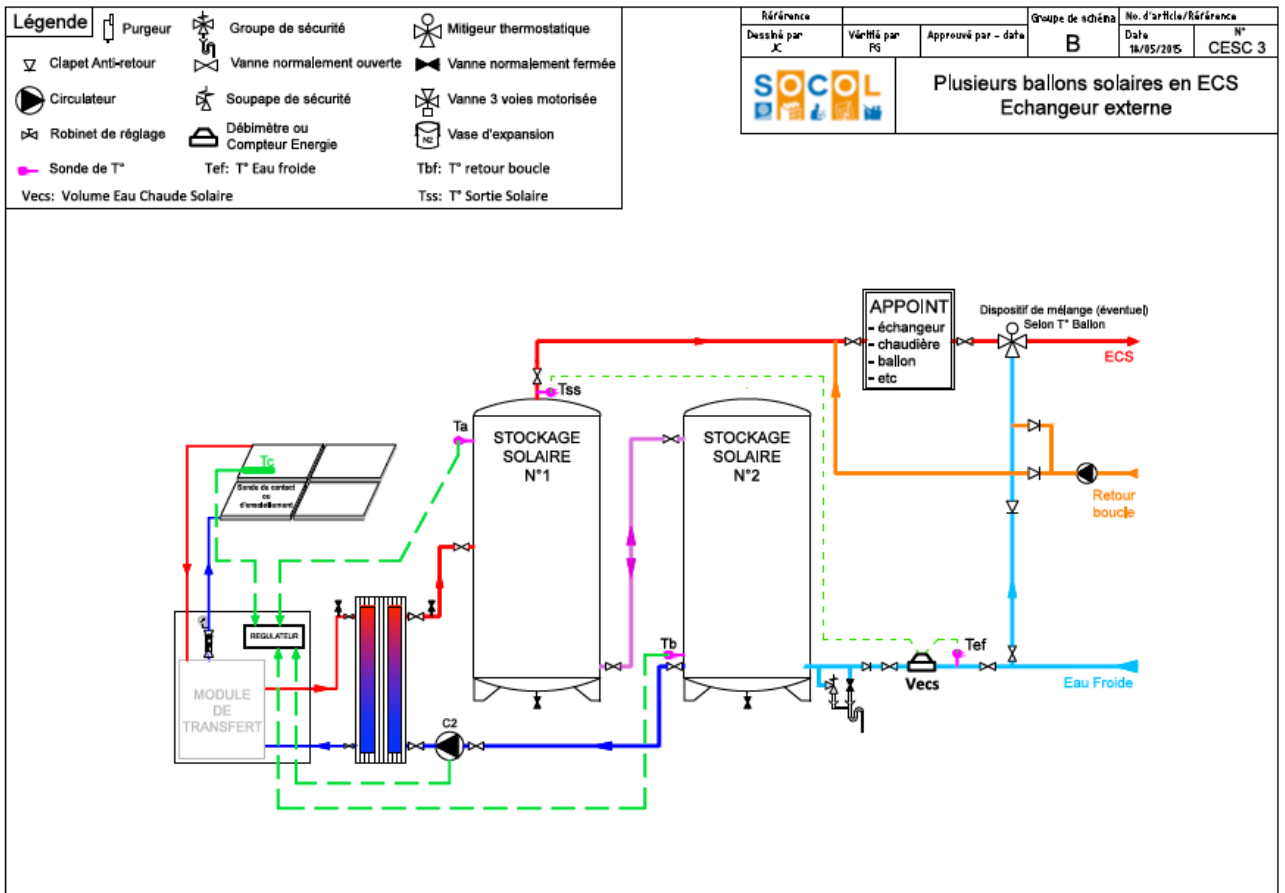 Légende
Purgeur
Groupe de sécurité
Mitigeur thermostatique
Clapet Anti-retour
Vanne normalement ouverte
Vanne normalement fermée
Circulateur
Soupape de sécurité
Vanne 3 voies motorisée
Robinet de réglage
Débimètre ou
Compteur Energie
N2
Vase d'expansion
Sonde de T°
Tef: T° Eau froide
Tbf: T° retour boucle
Vecs: Volume Eau Chaude Solaire
Tss: T° Sortie Solaire
Référence
Groupe de schéma
No. d'article/Référence
Dessiné par
JC
Vérifié par
FG
Approuvé par - date
B
Date
N°
CESC 3
SOCOL
Plusieurs ballons solaires en ECS
Echangeur externe
APPOINT
- échangeur
- chaudière
- ballon
- etc
Dispositif de mélange (éventuel)
Selon T° Ballon
ECS
Tss
Ta
STOCKAGE
SOLAIRE
N°1
STOCKAGE
SOLAIRE
N°2
Tc
Sonde de contact
ou
Retour
boucle
REGULATEUR
MODULE
DE
TRANSFERT
C2
Tb
Tef
Vecs
Eau Froide